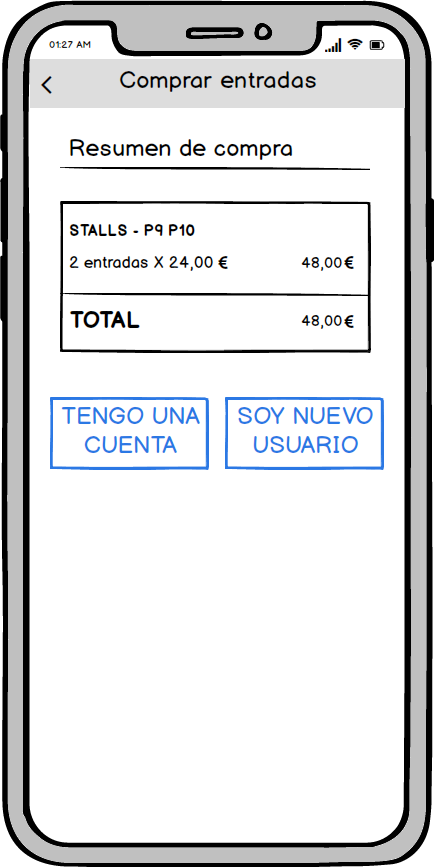 01:27 AM
Comprar entradas
Resumen de compra
STALLS - P9 P10
2 entradas X 24,00 € 48,00 €
TOTAL 48,00 €
TENGO UNA
CUENTA
SOY NUEVO
USUARIO